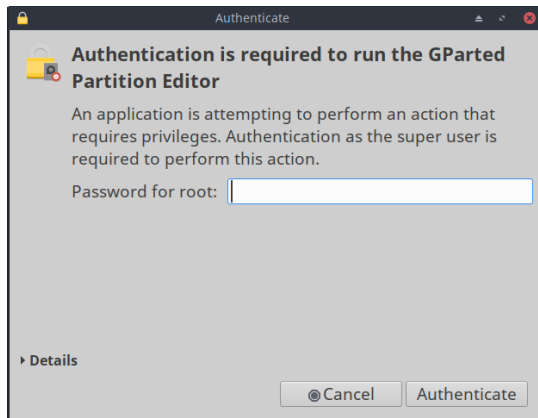 Authenticate
Authentication is required to run the GParted
Partition Editor
An application is attempting to perform an action that
requires privileges. Authentication as the super user is
required to perform this action.
Password for root:
Details
Cancel
Authenticate